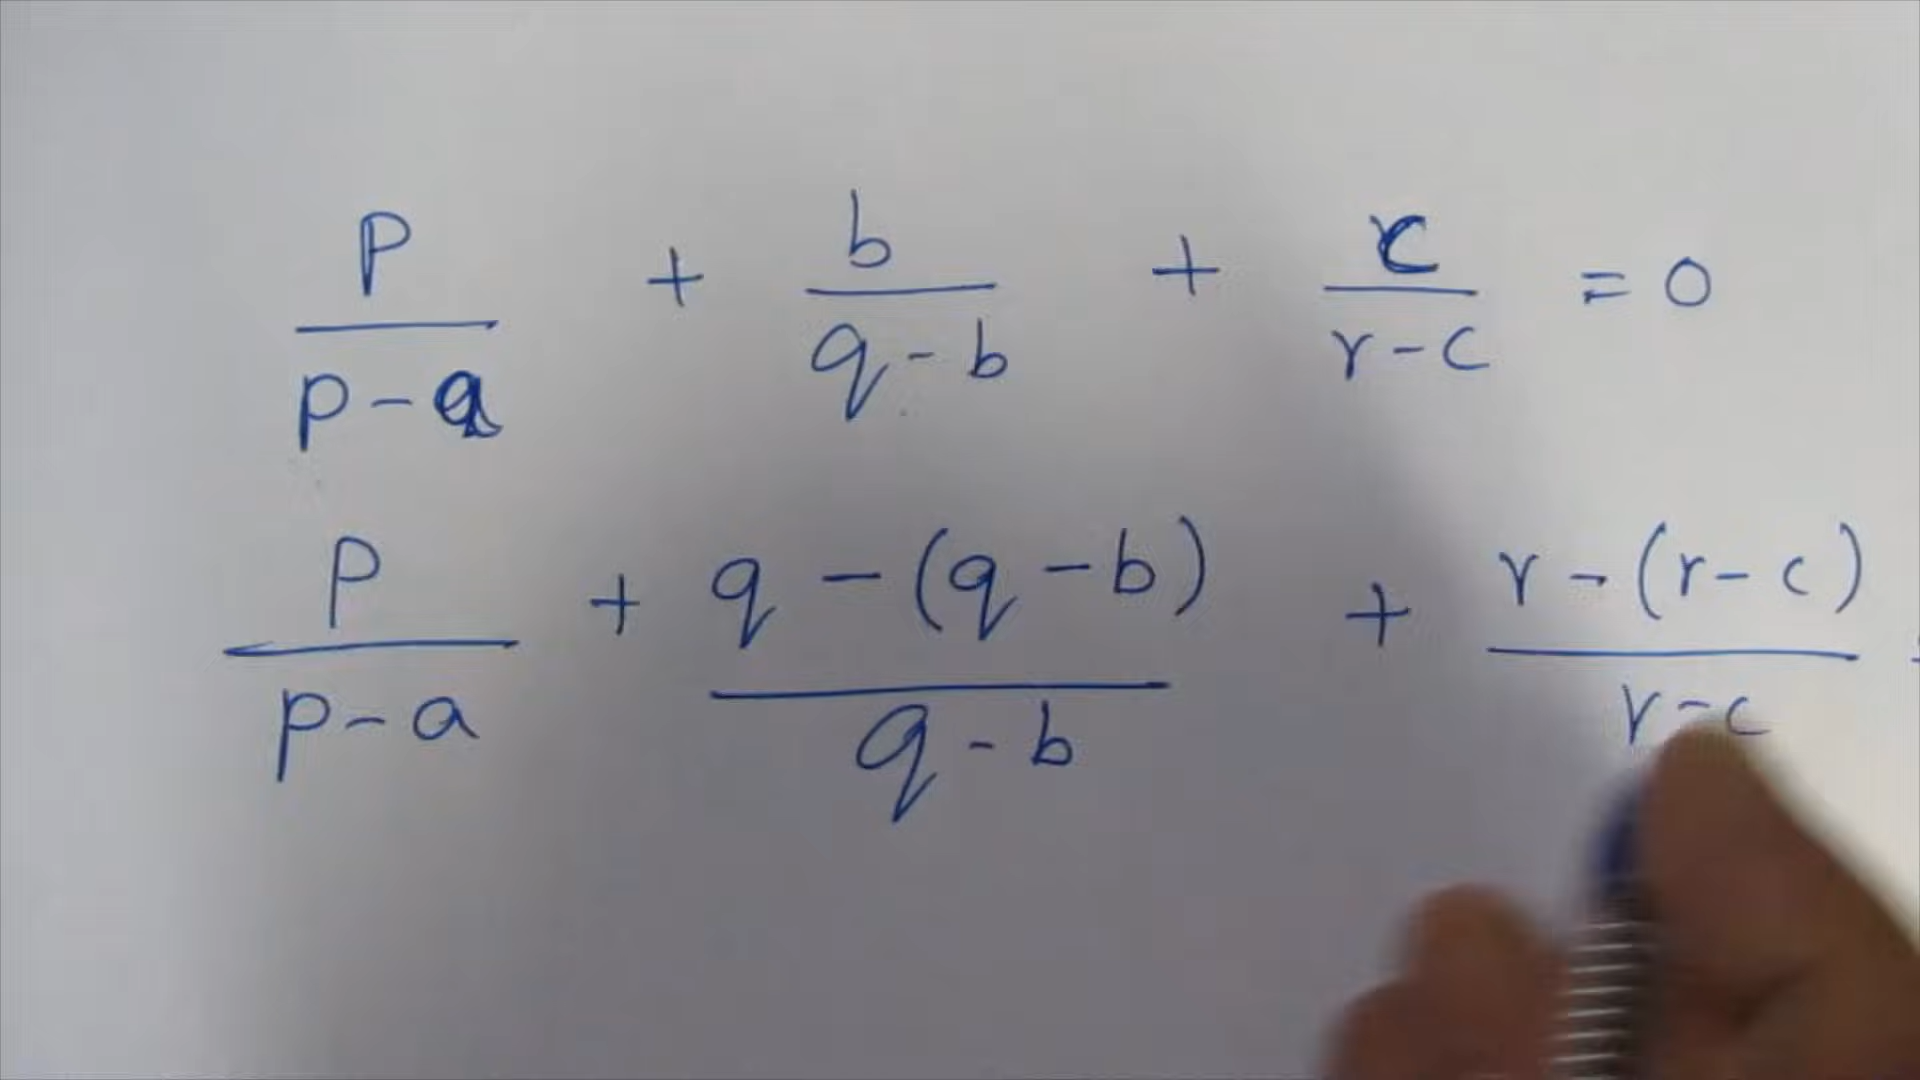 p/(p-a) + b/(q-b) + c/(r-c) = 0
p/(p-a) + (q-(q-b))/(q-b) + (r-(r-c))/(r-c)